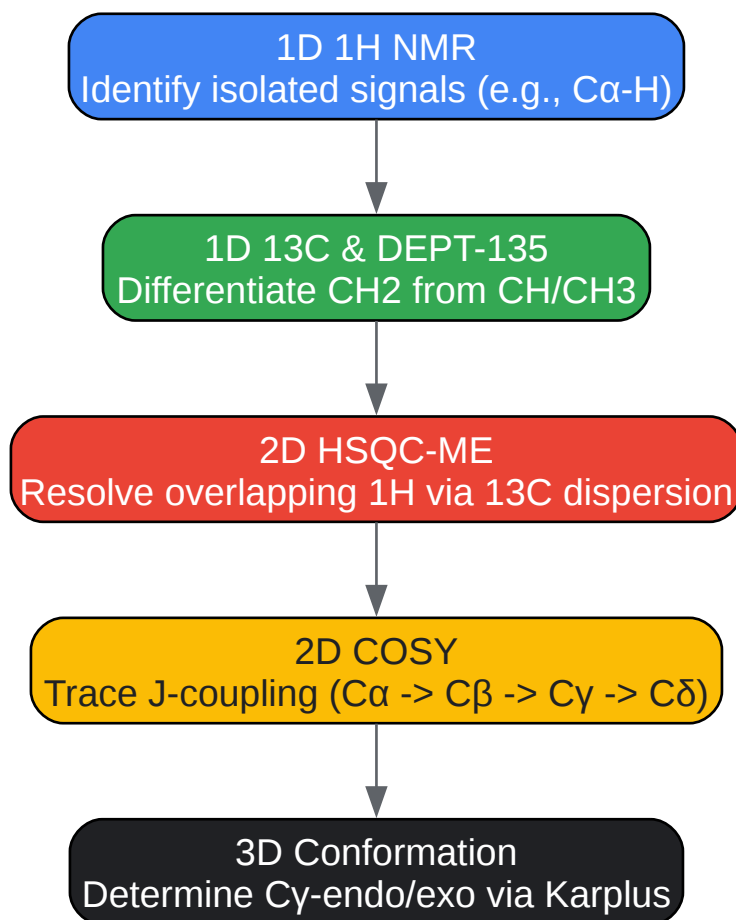 1D 1H NMR
Identify isolated signals (e.g., Cα-H)
1D 13C & DEPT-135
Differentiate CH2 from CH/CH3
2D HSQC-ME
Resolve overlapping 1H via 13C dispersion
2D COSY
Trace J-coupling (Cα -> Cβ -> Cγ -> Cδ)
3D Conformation
Determine Cγ-endo/exo via Karplus